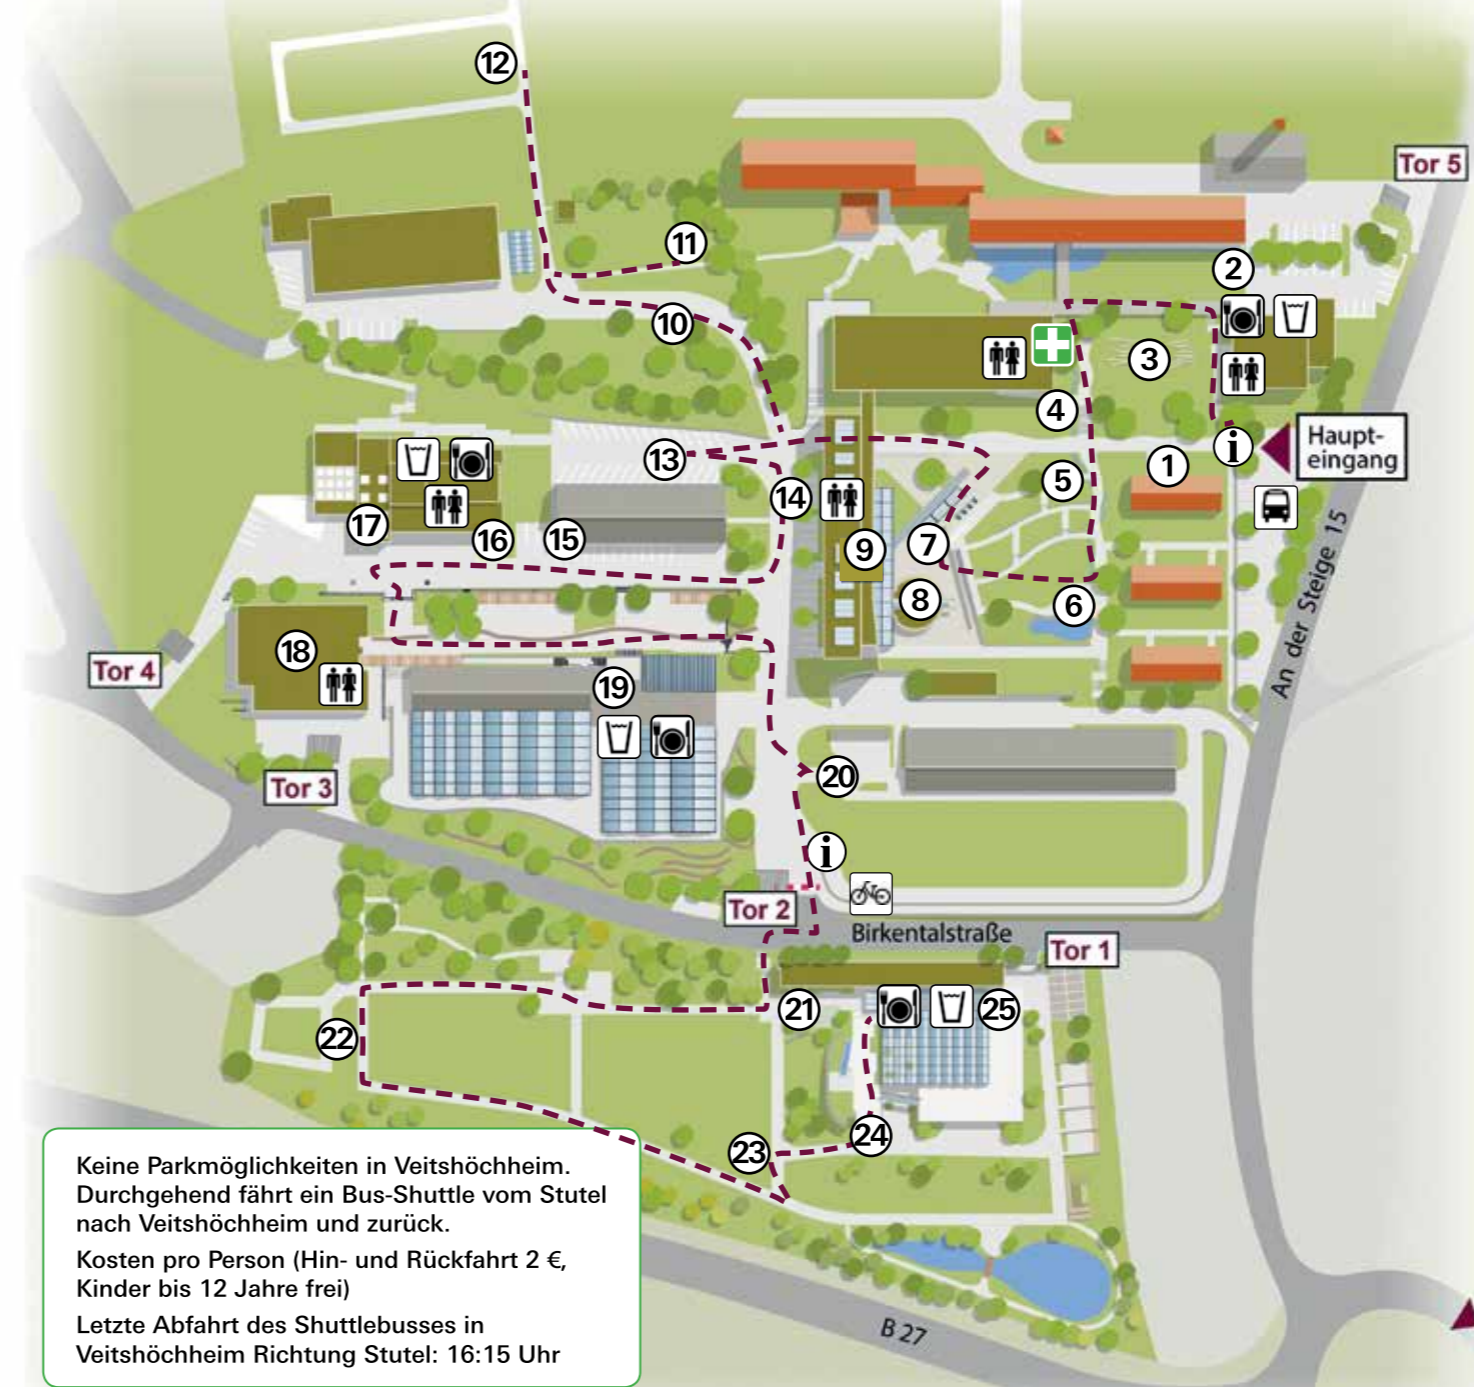 12
Tor 5
11
2
10
3
4
Haupt-
eingang
i
1
13
5
14
17
16
15
9
7
8
6
An der Steige 15
18
Tor 4
19
Tor 3
20
i
Tor 2
Birkentalstraße
Tor 1
21
25
22
23
24
B 27
Keine Parkmöglichkeiten in Veitshöchheim.
Durchgehend fährt ein Bus-Shuttle vom Stutel
nach Veitshöchheim und zurück.
Kosten pro Person (Hin- und Rückfahrt 2 €,
Kinder bis 12 Jahre frei)
Letzte Abfahrt des Shuttlebusses in
Veitshöchheim Richtung Stutel: 16:15 Uhr